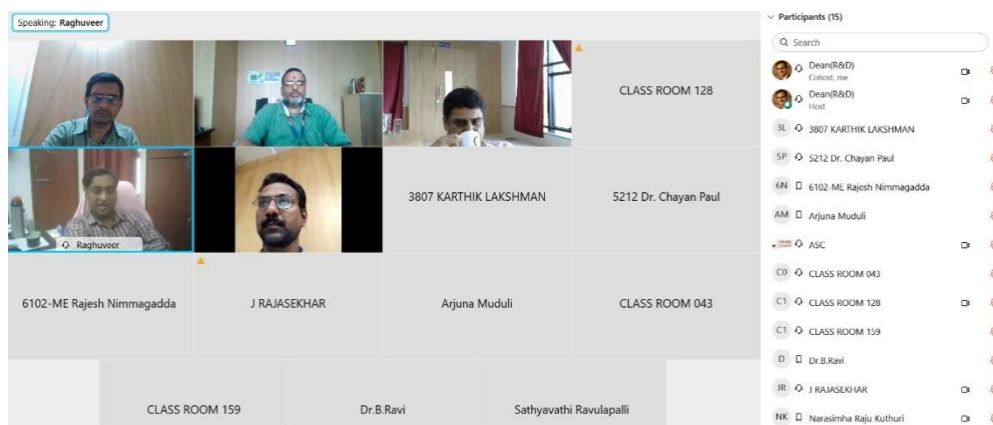 Speaking: Raghuveer
CLASS ROOM 128
Raghuveer
3807 KARTHIK LAKSHMAN
5212 Dr. Chayan Paul
6102-ME Rajesh Nimmagadda
J RAJASEKHAR
Arjuna Muduli
CLASS ROOM 043
CLASS ROOM 159
Dr.B.Ravi
Sathyavathi Ravulapalli
Participants (15)
Search
Dean(R&D)
Cohost, me
Dean(R&D)
Host
3L 3807 KARTHIK LAKSHMAN
5P 5212 Dr. Chayan Paul
6N 6102-ME Rajesh Nimmagadda
AM Arjuna Muduli
ASC
C0 CLASS ROOM 043
C1 CLASS ROOM 128
C1 CLASS ROOM 159
D Dr.B.Ravi
JR J RAJASEKHAR
NK Narasimha Raju Kuthuri